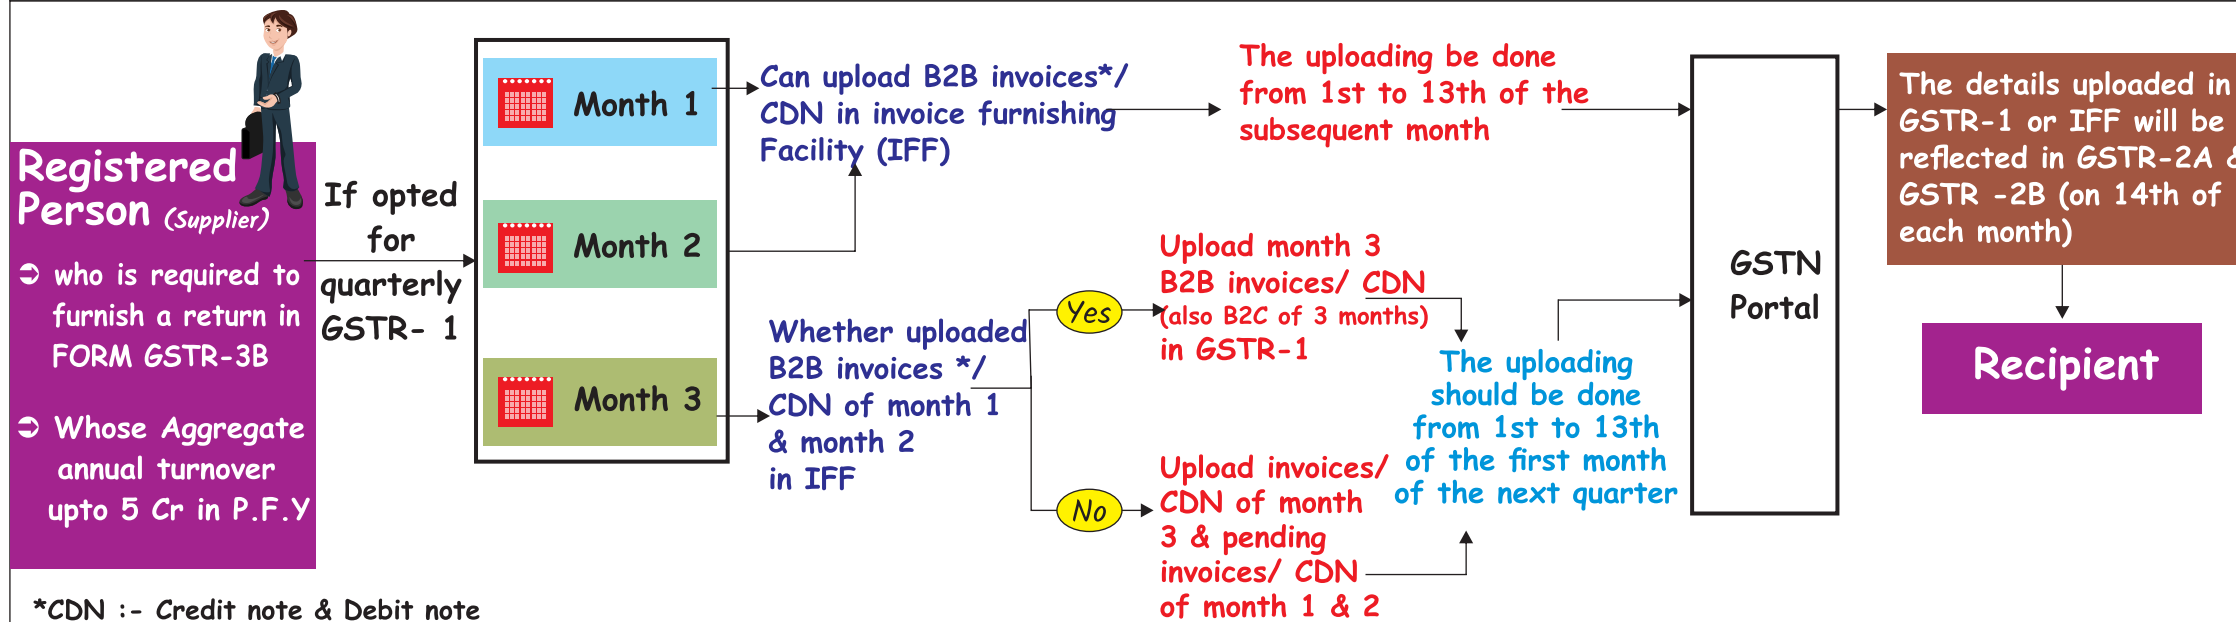 Registered
Person (Supplier)
➲ who is required to
furnish a return in
FORM GSTR-3B
➲ Whose Aggregate
annual turnover
upto 5 Cr in P.F.Y
*CDN :- Credit note & Debit note
If opted
for
quarterly
GSTR- 1
Month 1
Month 2
Month 3
Can upload B2B invoices*/
CDN in invoice furnishing
Facility (IFF)
The uploading be done
from 1st to 13th of the
subsequent month
Whether uploaded
B2B invoices */
CDN of month 1
& month 2
in IFF
Yes
Upload month 3
B2B invoices/ CDN
(also B2C of 3 months)
in GSTR-1
No
Upload invoices/
CDN of month
3 & pending
invoices/ CDN
of month 1 & 2
The uploading
should be done
from 1st to 13th
of the first month
of the next quarter
GSTN
Portal
The details uploaded in
GSTR-1 or IFF will be
reflected in GSTR-2A &
GSTR -2B (on 14th of
each month)
Recipient